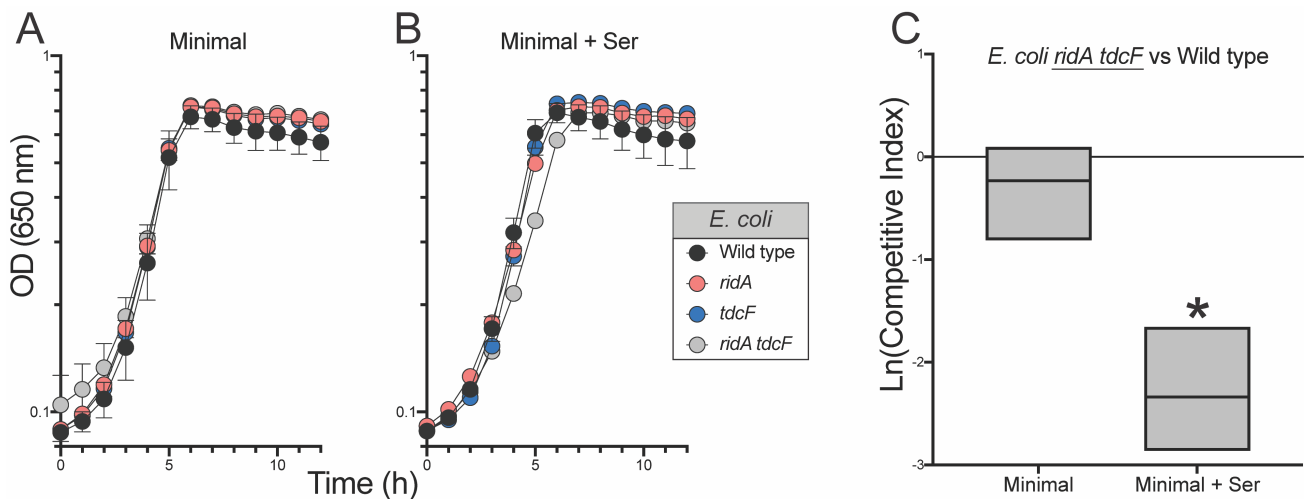 A
Minimal
B
Minimal + Ser
C
E. coli ridA tdcF vs Wild type
OD (650 nm)
1
0.1
0
5
10
1
0.1
0
5
10
Time (h)
E. coli
Wild type
ridA
tdcF
ridA tdcF
Ln(Competitive Index)
1
0
-1
-2
-3
*
Minimal
Minimal + Ser